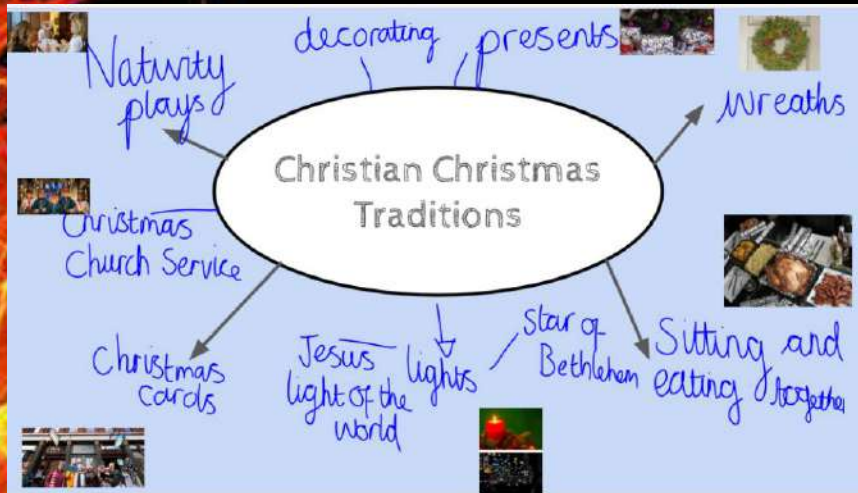 decorating
presents
Nativity
plays
Wreaths
Christian Christmas
Traditions
Christmas
Church Service
Christmas
carols
Jesus
light of the
world
lights
Star of
Bethlehem
Sitting and
eating together